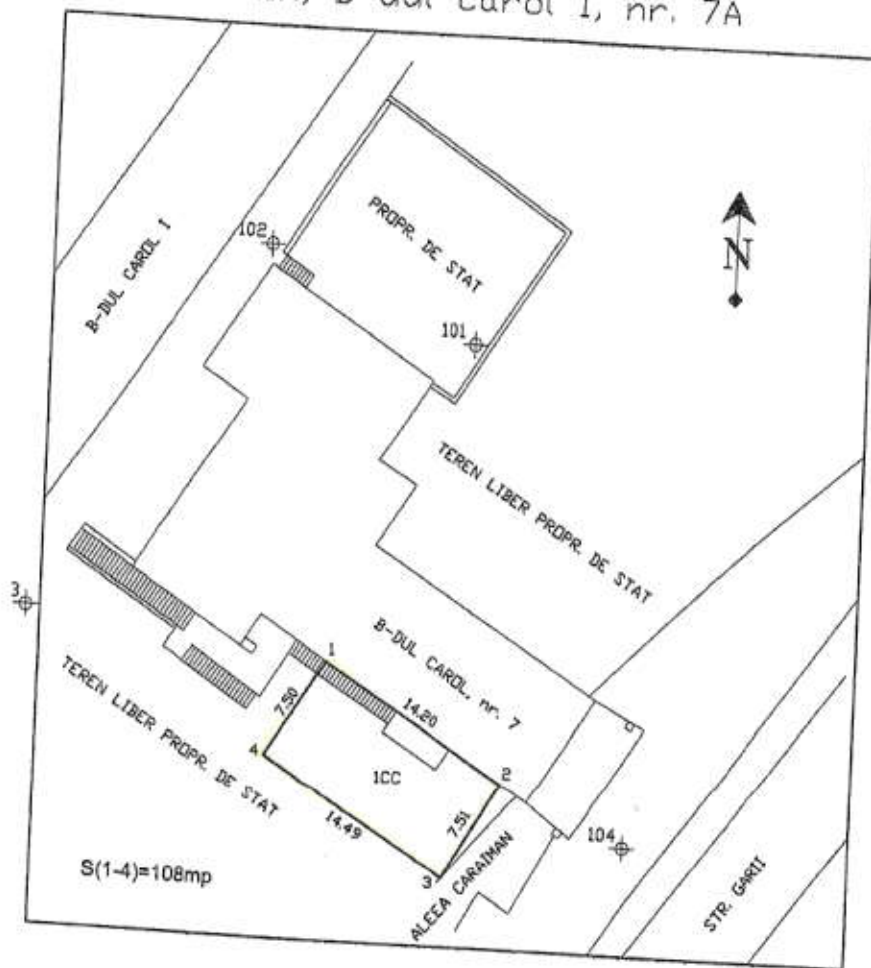 B-dul Carol I, nr. 7A
PROPR. DE STAT
N
102
101
B-DUL CAROL I
TEREN LIBER PROPR. DE STAT
3
B-DUL CAROL, nr. 7
1
7.50
14.20
4
1CC
2
TEREN LIBER PROPR. DE STAT
14.49
7.51
3
104
ALEEA CARAIMAN
STR. GARII
S(1-4)=108mp